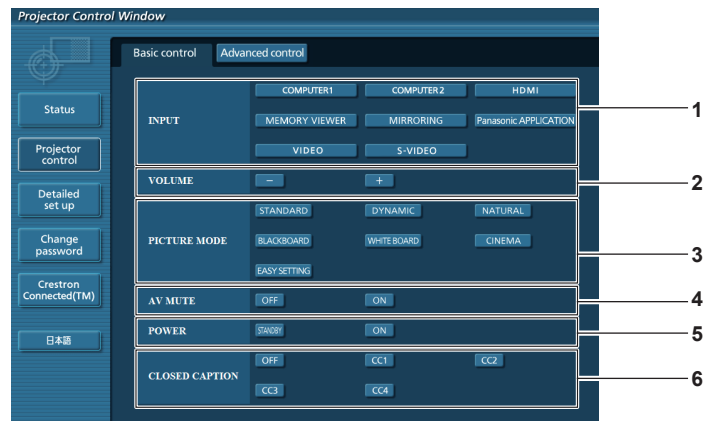 Projector Control Window
Basic control Advanced control
Status
Projector control
Detailed set up
Change password
Crestron Connected(TM)
日本語
INPUT
COMPUTER1 COMPUTER2 HDMI
MEMORY VIEWER MIRRORING Panasonic APPLICATION
VIDEO S-VIDEO
1
VOLUME - +
2
PICTURE MODE
STANDARD DYNAMIC NATURAL
BLACKBOARD WHITE BOARD CINEMA
EASY SETTING
3
AV MUTE OFF ON
4
POWER STANDBY ON
5
CLOSED CAPTION
OFF CC1 CC2
CC3 CC4
6